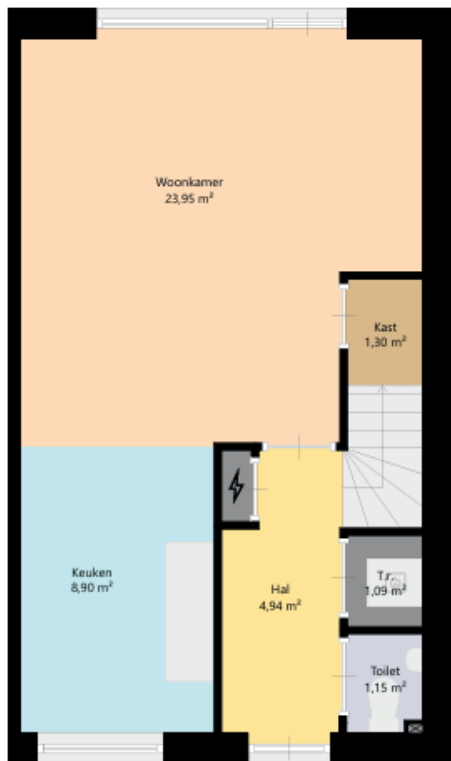 Woonkamer
23,95 m²
Kast
1,30 m²
Keuken
8,90 m²
Hal
4,94 m²
T.r.
1,09 m²
Toilet
1,15 m²